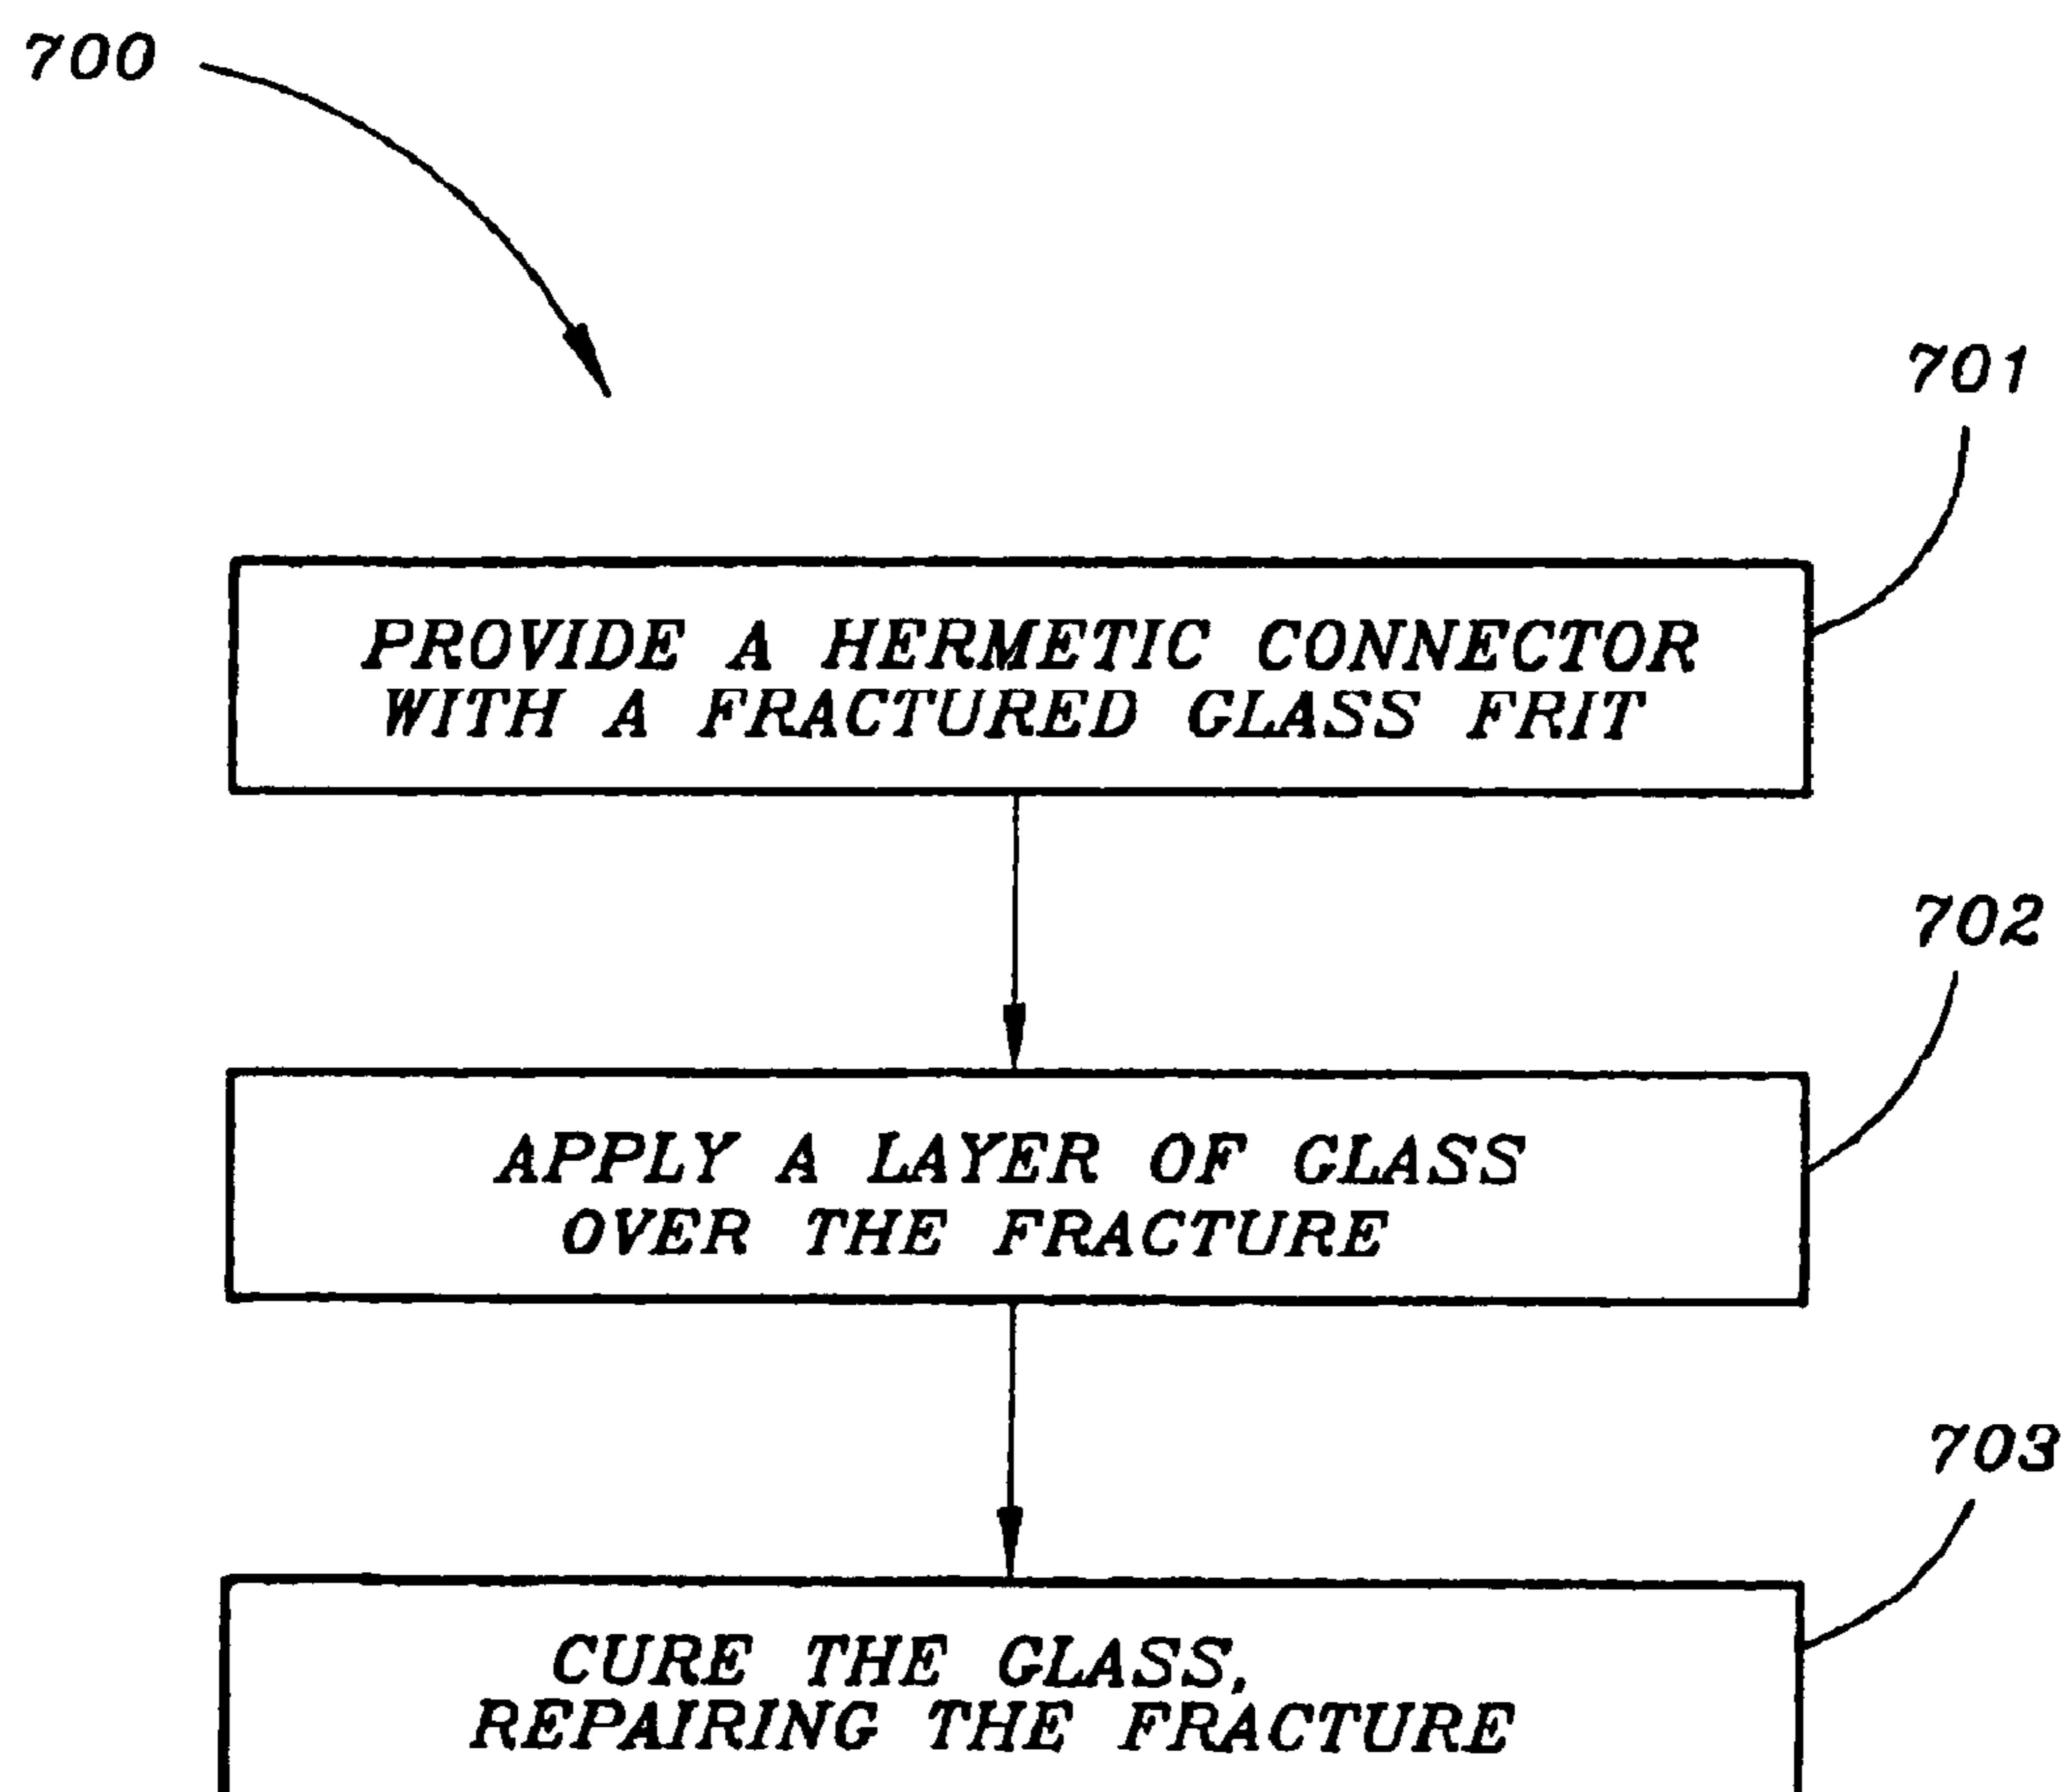 700
701
PROVIDE A HERMETIC CONNECTOR
WITH A FRACTURED GLASS FRIT
702
APPLY A LAYER OF GLASS
OVER THE FRACTURE
703
CURE THE GLASS,
REPAIRING THE FRACTURE